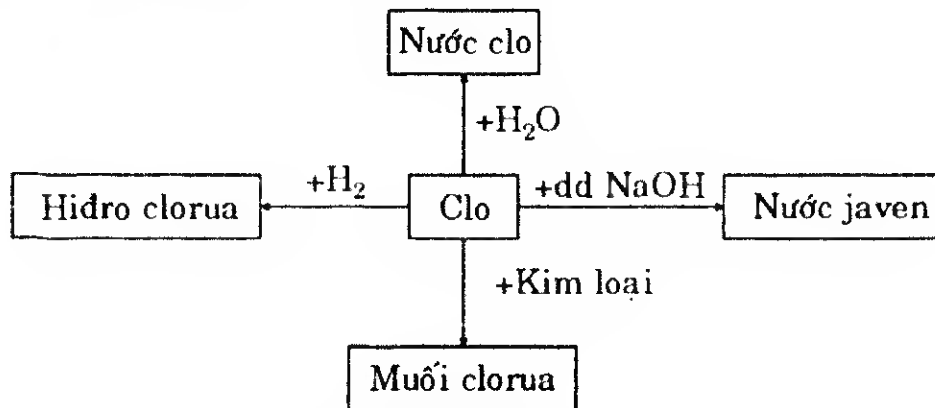 Nước clo
+H₂O
Hiđro clorua
+H₂
Clo
+dd NaOH
Nước javen
+Kim loại
Muối clorua